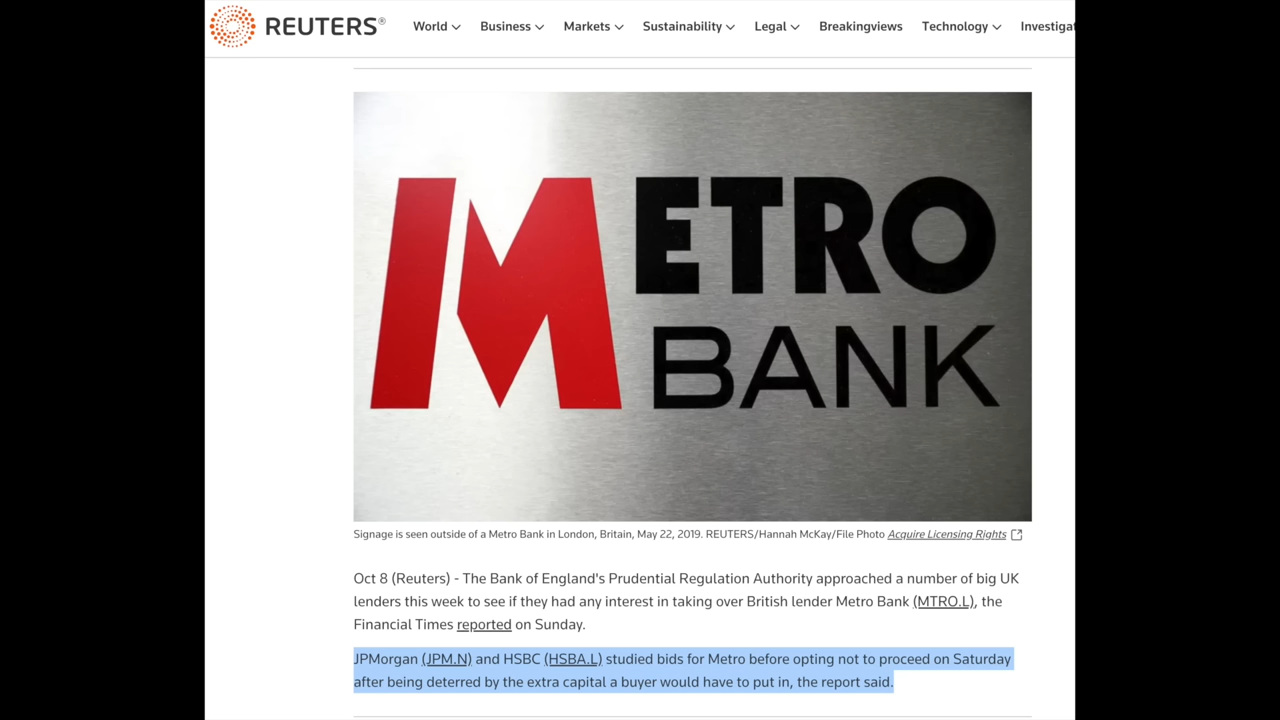 REUTERS®
World Business Markets Sustainability Legal Breakingviews Technology Investigat
METRO
BANK
Signage is seen outside of a Metro Bank in London, Britain, May 22, 2019. REUTERS/Hannah McKay/File Photo Acquire Licensing Rights
Oct 8 (Reuters) - The Bank of England's Prudential Regulation Authority approached a number of big UK
lenders this week to see if they had any interest in taking over British lender Metro Bank (MTRO.L), the
Financial Times reported on Sunday.
JPMorgan (JPM.N) and HSBC (HSBA.L) studied bids for Metro before opting not to proceed on Saturday
after being deterred by the extra capital a buyer would have to put in, the report said.